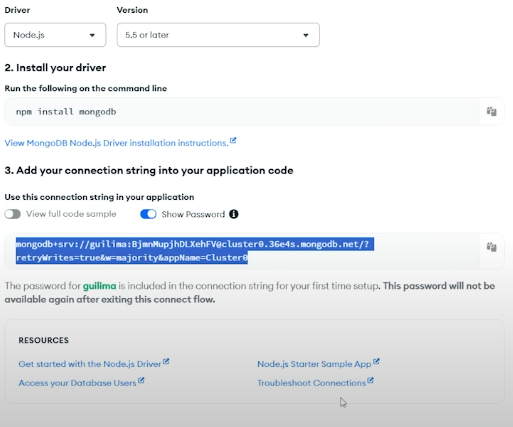 Driver
Version
Node.js
5.5 or later
2. Install your driver
Run the following on the command line
npm install mongodb
View MongoDB Node.js Driver installation instructions.
3. Add your connection string into your application code
Use this connection string in your application
View full code sample
Show Password
mongodb+srv://guilima:BjmnMupjhDLXehFV@cluster0.36e4s.mongodb.net/?
retryWrites=true&w=majority&appName=Cluster0
The password for guilima is included in the connection string for your first time setup. This password will not be
available again after exiting this connect flow.
RESOURCES
Get started with the Node.js Driver
Node.js Starter Sample App
Access your Database Users
Troubleshoot Connections